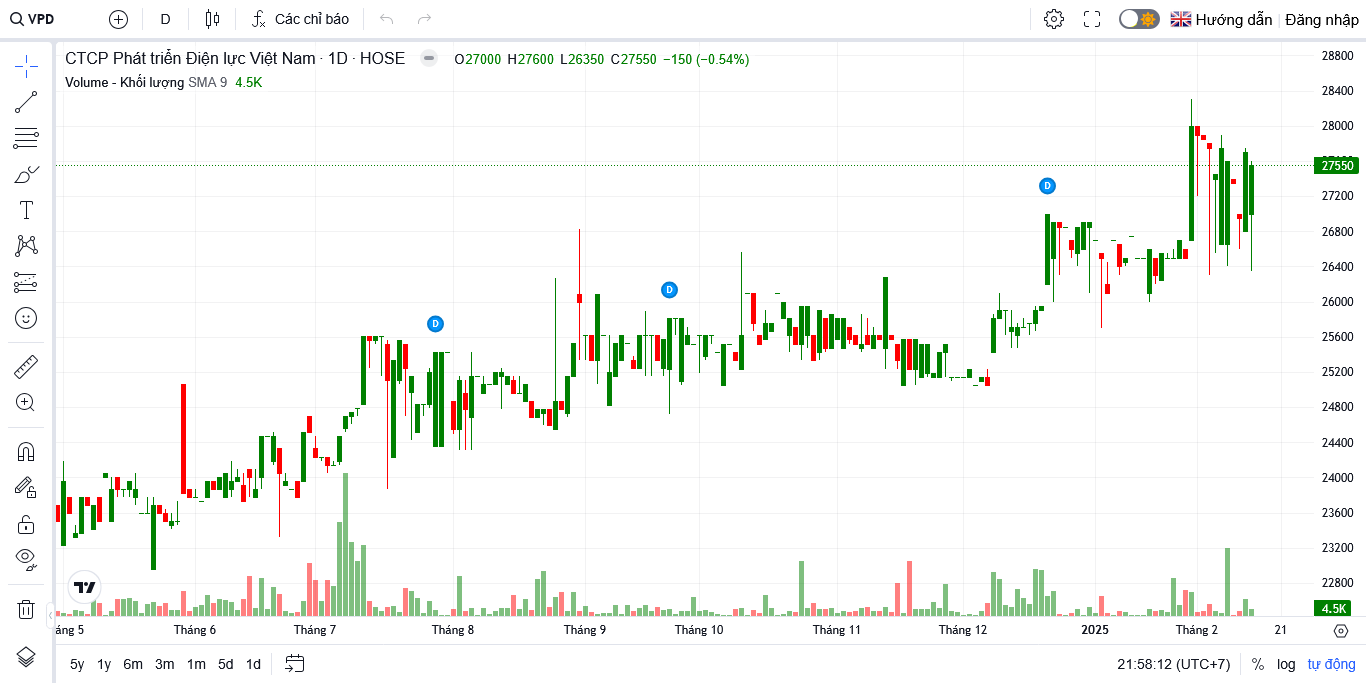 VPD D Các chỉ báo Hướng dẫn Đăng nhập
CTCP Phát triển Điện lực Việt Nam · 1D · HOSE O27000 H27600 L26350 C27550 −150 (−0.54%)
Volume - Khối lượng SMA 9 4.5K
28800
28400
28000
27550
27200
26800
26400
26000
25600
25200
24800
24400
24000
23600
23200
22800
4.5K
D
D
D
T
áng 5 Tháng 6 Tháng 7 Tháng 8 Tháng 9 Tháng 10 Tháng 11 Tháng 12 2025 Tháng 2 21
5y 1y 6m 3m 1m 5d 1d 21:58:12 (UTC+7) % log tự động